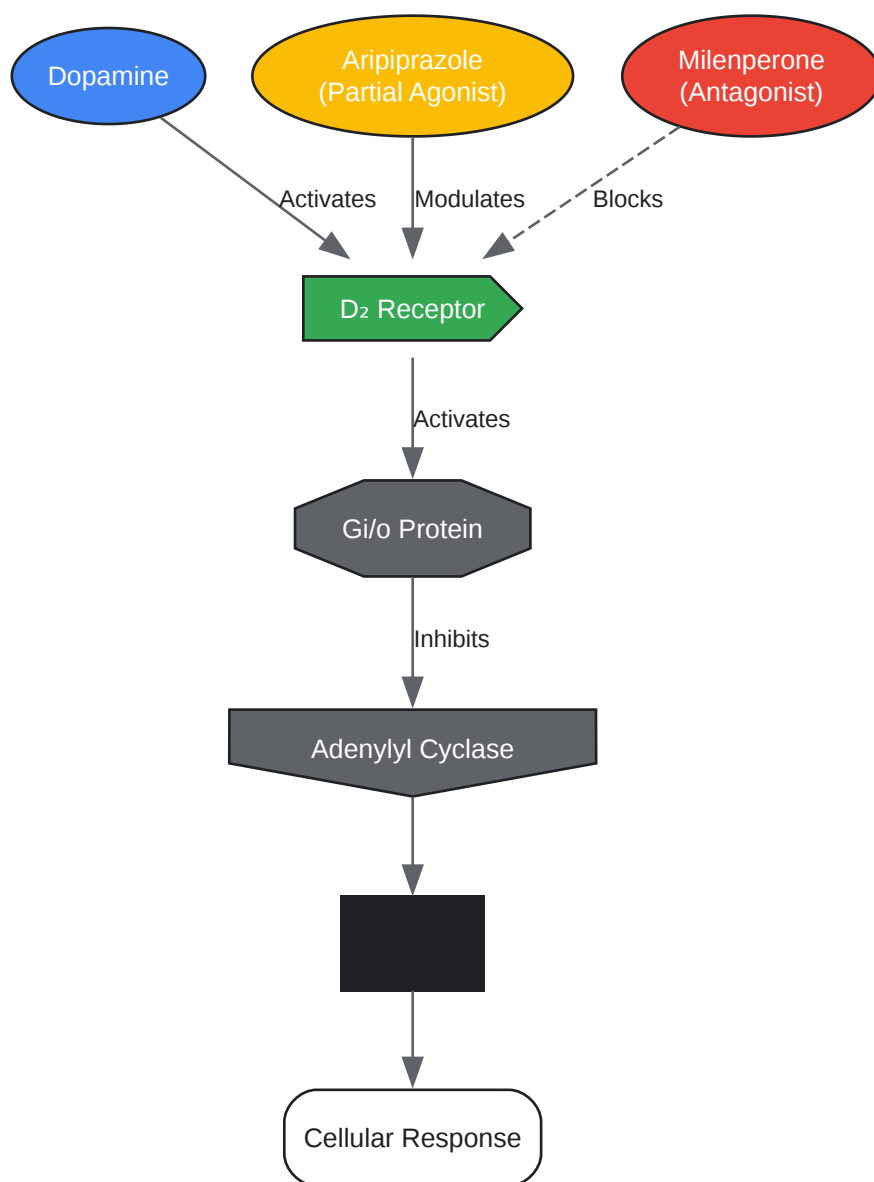 Dopamine
Aripiprazole
(Partial Agonist)
Milenperone
(Antagonist)
Activates
Modulates
Blocks
D₂ Receptor
Activates
Gi/o Protein
Inhibits
Adenylyl Cyclase
Cellular Response